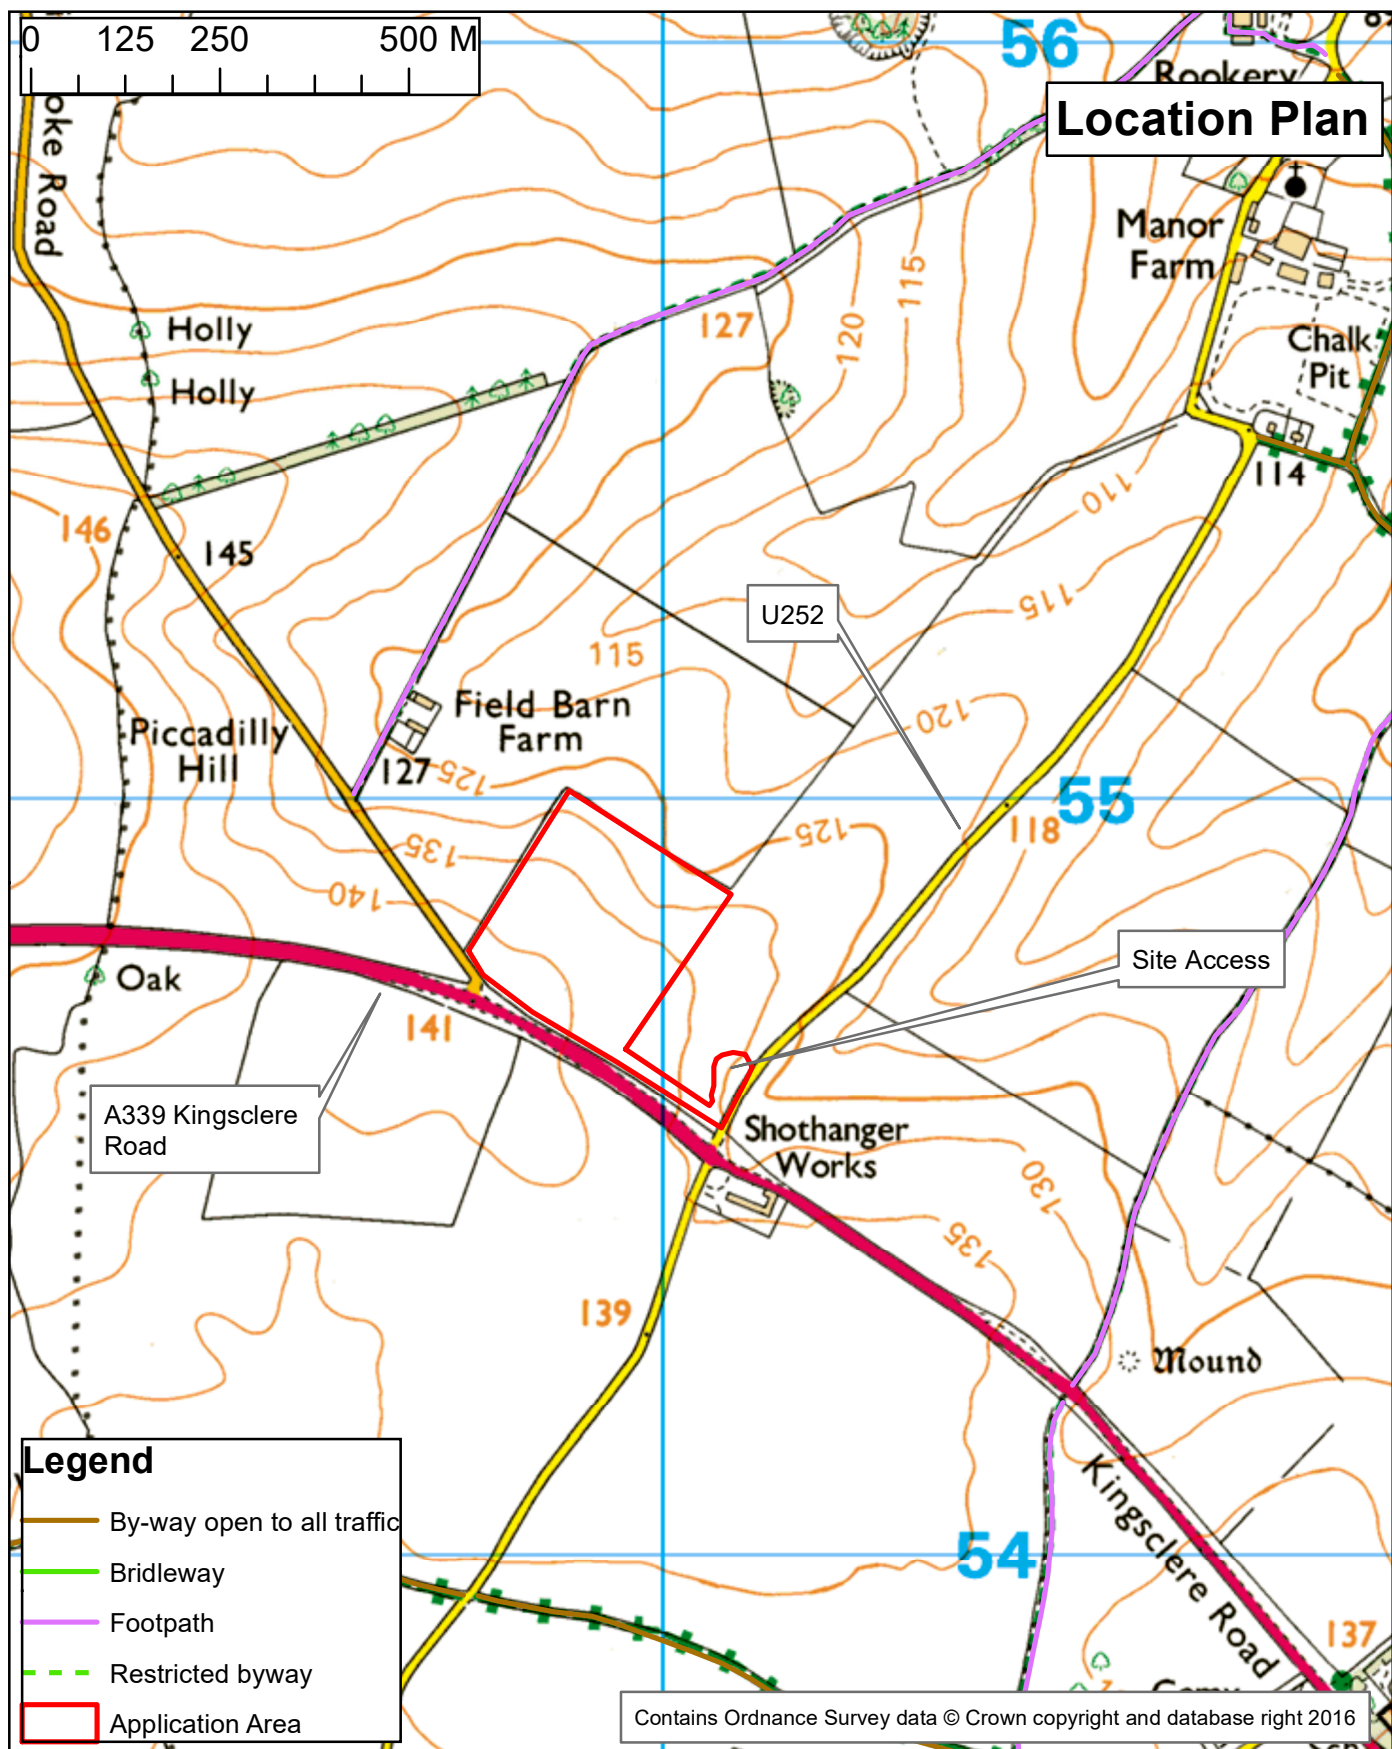 0 125 250 500 M
56
Rookery
Location Plan
oke Road
Manor
Farm
Holly
Holly
127
120
115
Chalk
Pit
114
110
146
145
U252
115
115
Field Barn
Farm
Piccadilly
Hill
127
125
120
55
118
125
135
140
Site Access
Oak
141
A339 Kingsclere
Road
Shothanger
Works
130
135
139
Mound
Legend
By-way open to all traffic
Bridleway
Footpath
Restricted byway
Application Area
54
Kingsclere Road
137
Contains Ordnance Survey data © Crown copyright and database right 2016